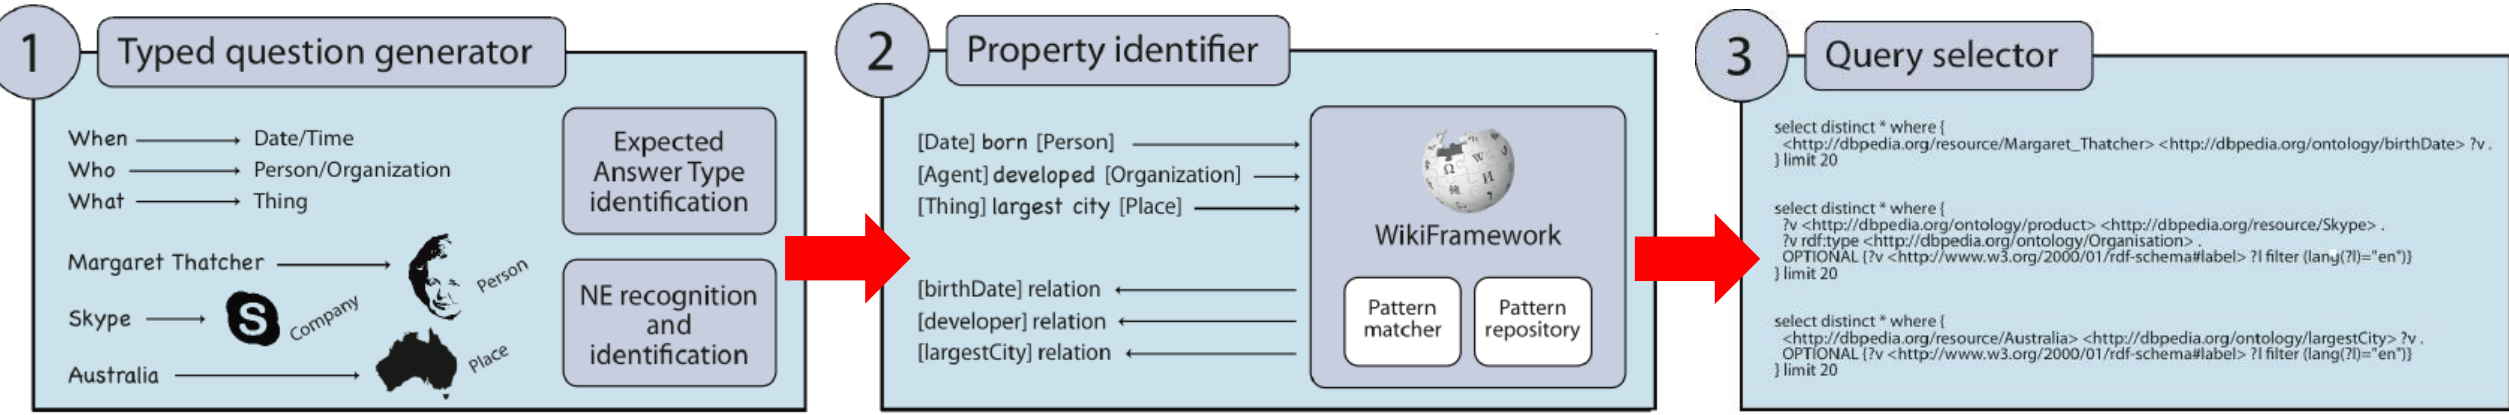 1
Typed question generator
When
Date/Time
Who
Person/Organization
What
Thing
Expected
Answer Type
identification
Margaret Thatcher
Person
Skype
S
Company
Australia
Place
NE recognition
and
identification
2
Property identifier
[Date] born [Person]
[Agent] developed [Organization]
[Thing] largest city [Place]
[birthDate] relation
[developer] relation
[largestCity] relation
Ω
W
И
WikiFramework
Pattern
matcher
Pattern
repository
3
Query selector
select distinct * where {
<http://dbpedia.org/resource/Margaret_Thatcher> <http://dbpedia.org/ontology/birthDate> ?v .
} limit 20
select distinct * where {
?v <http://dbpedia.org/ontology/product> <http://dbpedia.org/resource/Skype> .
?v rdf:type <http://dbpedia.org/ontology/Organisation> .
OPTIONAL {?v <http://www.w3.org/2000/01/rdf-schema#label> ?l filter (lang(?l)="en")}
} limit 20
select distinct * where {
<http://dbpedia.org/resource/Australia> <http://dbpedia.org/ontology/largestCity> ?v .
OPTIONAL {?v <http://www.w3.org/2000/01/rdf-schema#label> ?l filter (lang(?l)="en")}
} limit 20